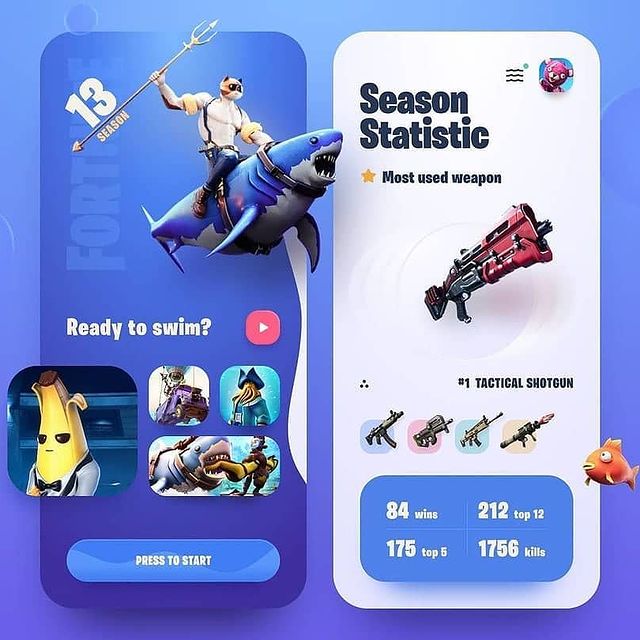 FORTNITE
13
SEASON
Ready to swim?
PRESS TO START
Season
Statistic
Most used weapon
#1 TACTICAL SHOTGUN
84 wins
212 top 12
175 top 5
1756 kills